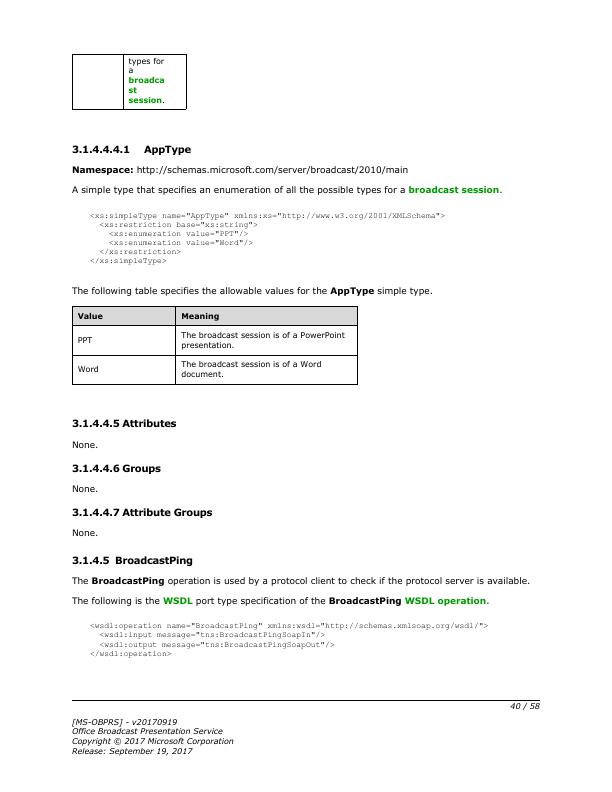 types for
a
broadca
st
session.
3.1.4.4.4.1 AppType
Namespace: http://schemas.microsoft.com/server/broadcast/2010/main
A simple type that specifies an enumeration of all the possible types for a broadcast session.
<xs:simpleType name="AppType" xmlns:xs="http://www.w3.org/2001/XMLSchema">
<xs:restriction base="xs:string">
<xs:enumeration value="PPT"/>
<xs:enumeration value="Word"/>
</xs:restriction>
</xs:simpleType>
The following table specifies the allowable values for the AppType simple type.
Value Meaning
PPT The broadcast session is of a PowerPoint
presentation.
Word The broadcast session is of a Word
document.
3.1.4.4.5 Attributes
None.
3.1.4.4.6 Groups
None.
3.1.4.4.7 Attribute Groups
None.
3.1.4.5 BroadcastPing
The BroadcastPing operation is used by a protocol client to check if the protocol server is available.
The following is the WSDL port type specification of the BroadcastPing WSDL operation.
<wsdl:operation name="BroadcastPing" xmlns:wsdl="http://schemas.xmlsoap.org/wsdl/">
<wsdl:input message="tns:BroadcastPingSoapIn"/>
<wsdl:output message="tns:BroadcastPingSoapOut"/>
</wsdl:operation>
40 / 58
[MS-OBPRS] - v20170919
Office Broadcast Presentation Service
Copyright © 2017 Microsoft Corporation
Release: September 19, 2017